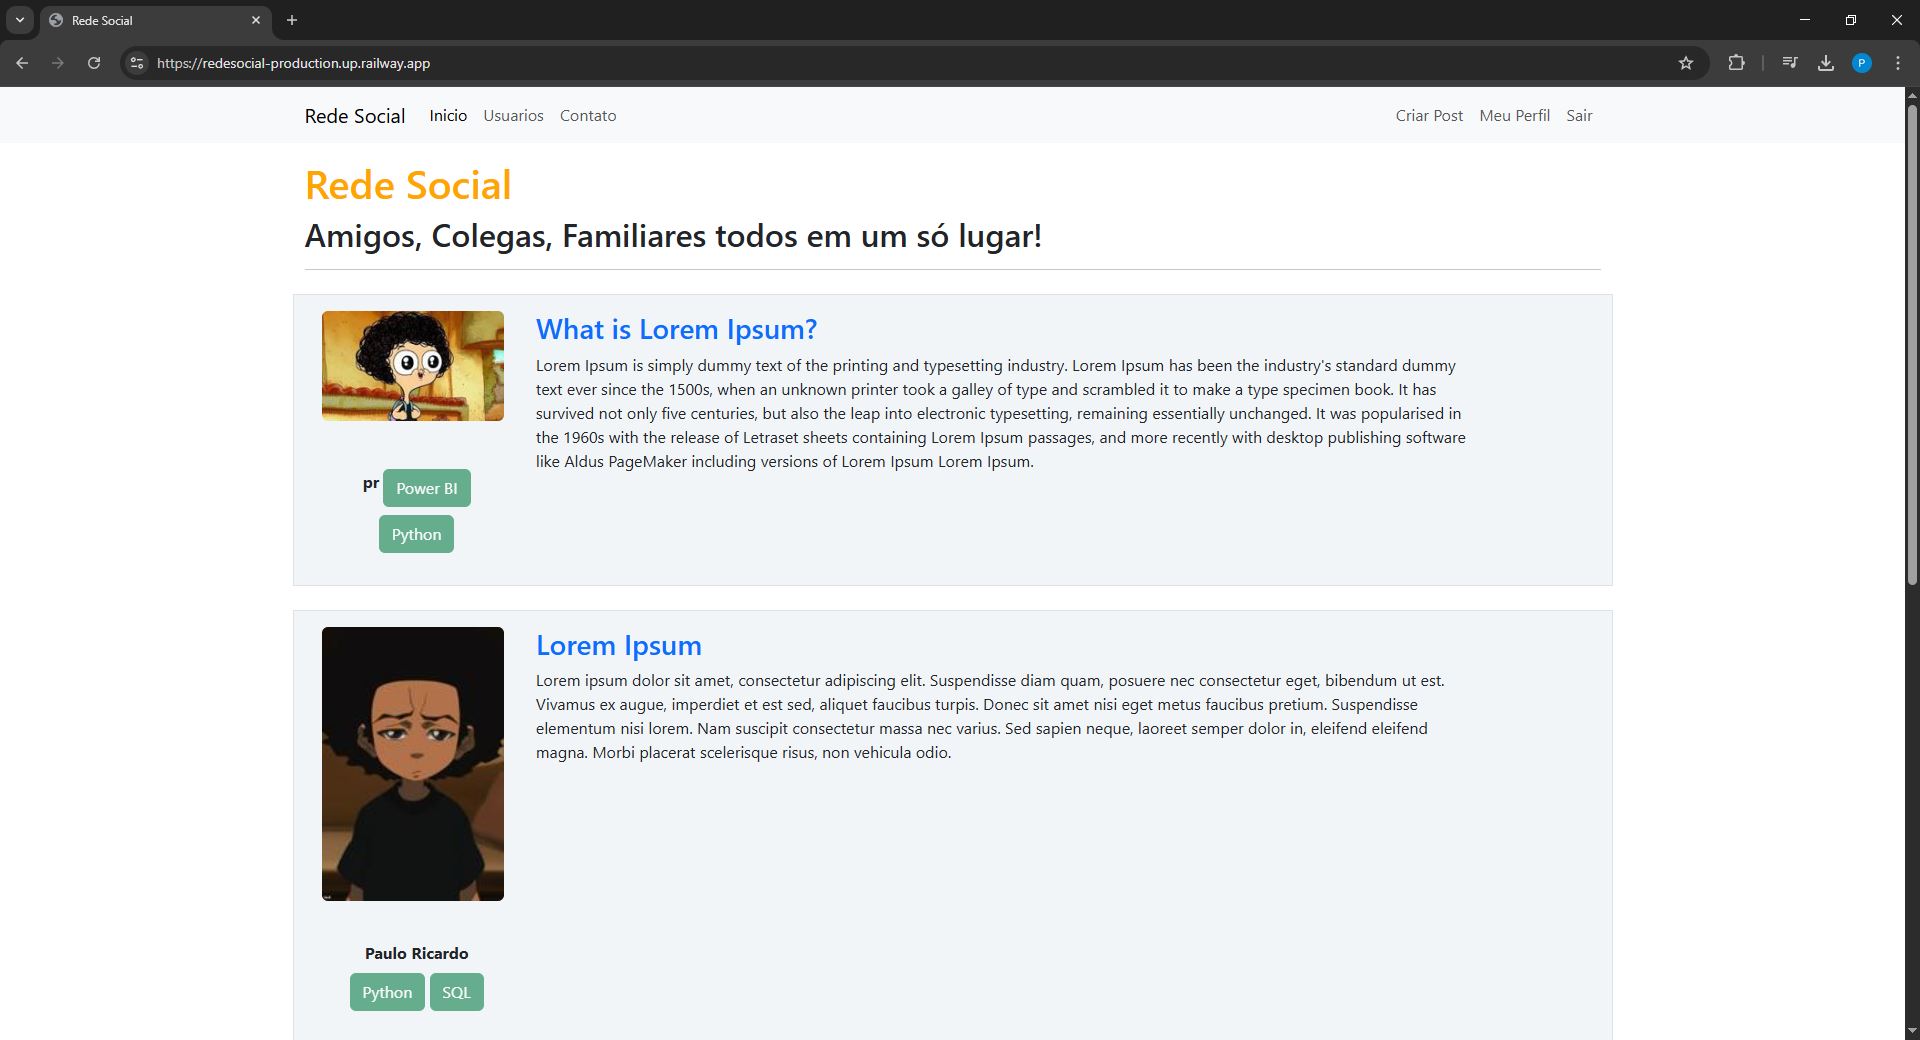 Rede Social
https://redesocial-production.up.railway.app
P
Rede Social Inicio Usuarios Contato Criar Post Meu Perfil Sair
Rede Social
Amigos, Colegas, Familiares todos em um só lugar!
What is Lorem Ipsum?
Lorem Ipsum is simply dummy text of the printing and typesetting industry. Lorem Ipsum has been the industry's standard dummy
text ever since the 1500s, when an unknown printer took a galley of type and scrambled it to make a type specimen book. It has
survived not only five centuries, but also the leap into electronic typesetting, remaining essentially unchanged. It was popularised in
the 1960s with the release of Letraset sheets containing Lorem Ipsum passages, and more recently with desktop publishing software
like Aldus PageMaker including versions of Lorem Ipsum Lorem Ipsum.
pr Power BI
Python
Lorem Ipsum
Lorem ipsum dolor sit amet, consectetur adipiscing elit. Suspendisse diam quam, posuere nec consectetur eget, bibendum ut est.
Vivamus ex augue, imperdiet et est sed, aliquet faucibus turpis. Donec sit amet nisi eget metus faucibus pretium. Suspendisse
elementum nisi lorem. Nam suscipit consectetur massa nec varius. Sed sapien neque, laoreet semper dolor in, eleifend eleifend
magna. Morbi placerat scelerisque risus, non vehicula odio.
Paulo Ricardo
Python SQL